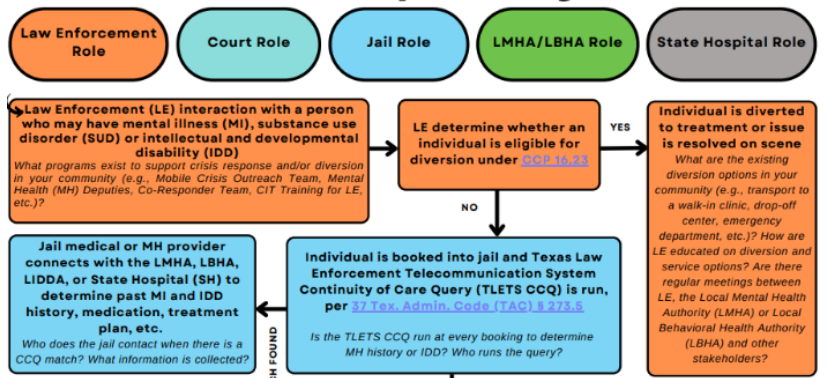 Law Enforcement
Role
Court Role
Jail Role
LMHA/LBHA Role
State Hospital Role
Law Enforcement (LE) interaction with a person
who may have mental illness (MI), substance use
disorder (SUD) or intellectual and developmental
disability (IDD)
What programs exist to support crisis response and/or diversion
in your community (e.g., Mobile Crisis Outreach Team, Mental
Health (MH) Deputies, Co-Responder Team, CIT Training for LE,
etc.)?
LE determine whether an
individual is eligible for
diversion under CCP 16.23
YES
Individual is diverted
to treatment or issue
is resolved on scene
What are the existing
diversion options in your
community (e.g., transport to
a walk-in clinic, drop-off
center, emergency
department, etc.)? How are
LE educated on diversion and
service options? Are there
regular meetings between
LE, the Local Mental Health
Authority (LMHA) or Local
Behavioral Health Authority
(LBHA) and other
stakeholders?
NO
Individual is booked into jail and Texas Law
Enforcement Telecommunication System
Continuity of Care Query (TLETS CCQ) is run,
per 37 Tex. Admin. Code (TAC) § 273.5
Is the TLETS CCQ run at every booking to determine
MH history or IDD? Who runs the query?
Jail medical or MH provider
connects with the LMHA, LBHA,
LIDDA, or State Hospital (SH) to
determine past MI and IDD
history, medication, treatment
plan, etc.
Who does the jail contact when there is a
CCQ match? What information is collected?
FOUND